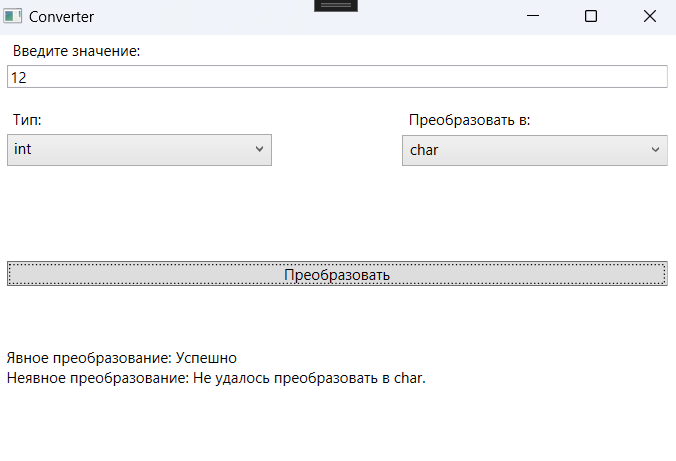 Converter
Введите значение:
12
Тип:
Преобразовать в:
int
char
Преобразовать
Явное преобразование: Успешно
Неявное преобразование: Не удалось преобразовать в char.